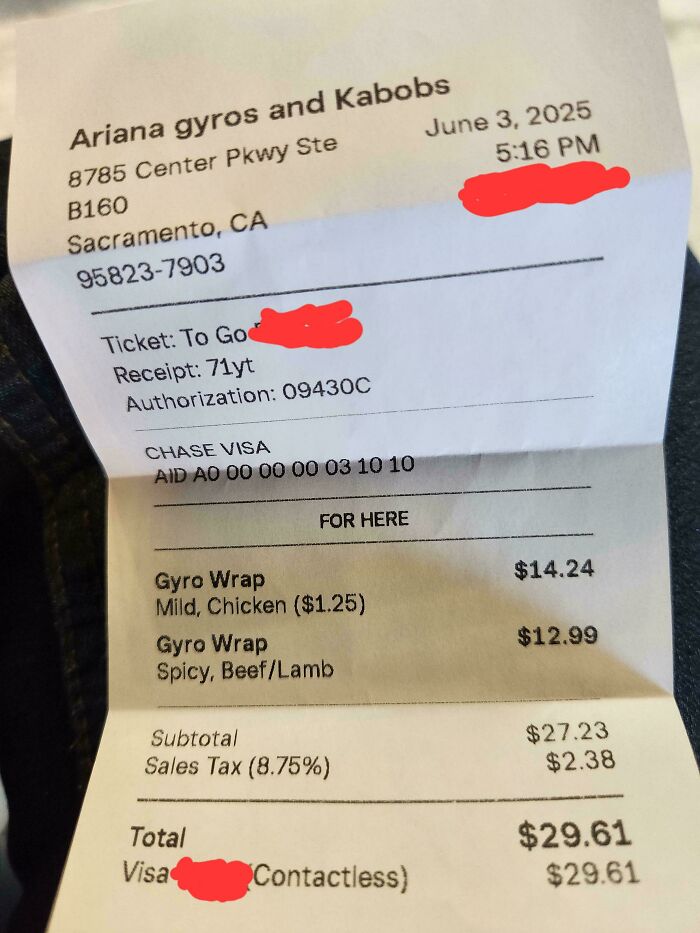 Ariana gyros and Kabobs
8785 Center Pkwy Ste
B160
Sacramento, CA
95823-7903
June 3, 2025
5:16 PM
Ticket: To Go
Receipt: 71yt
Authorization: 09430C
CHASE VISA
AID A0 00 00 00 03 10 10
FOR HERE
Gyro Wrap $14.24
Mild, Chicken ($1.25)
Gyro Wrap $12.99
Spicy, Beef/Lamb
Subtotal $27.23
Sales Tax (8.75%) $2.38
Total $29.61
Visa (Contactless) $29.61